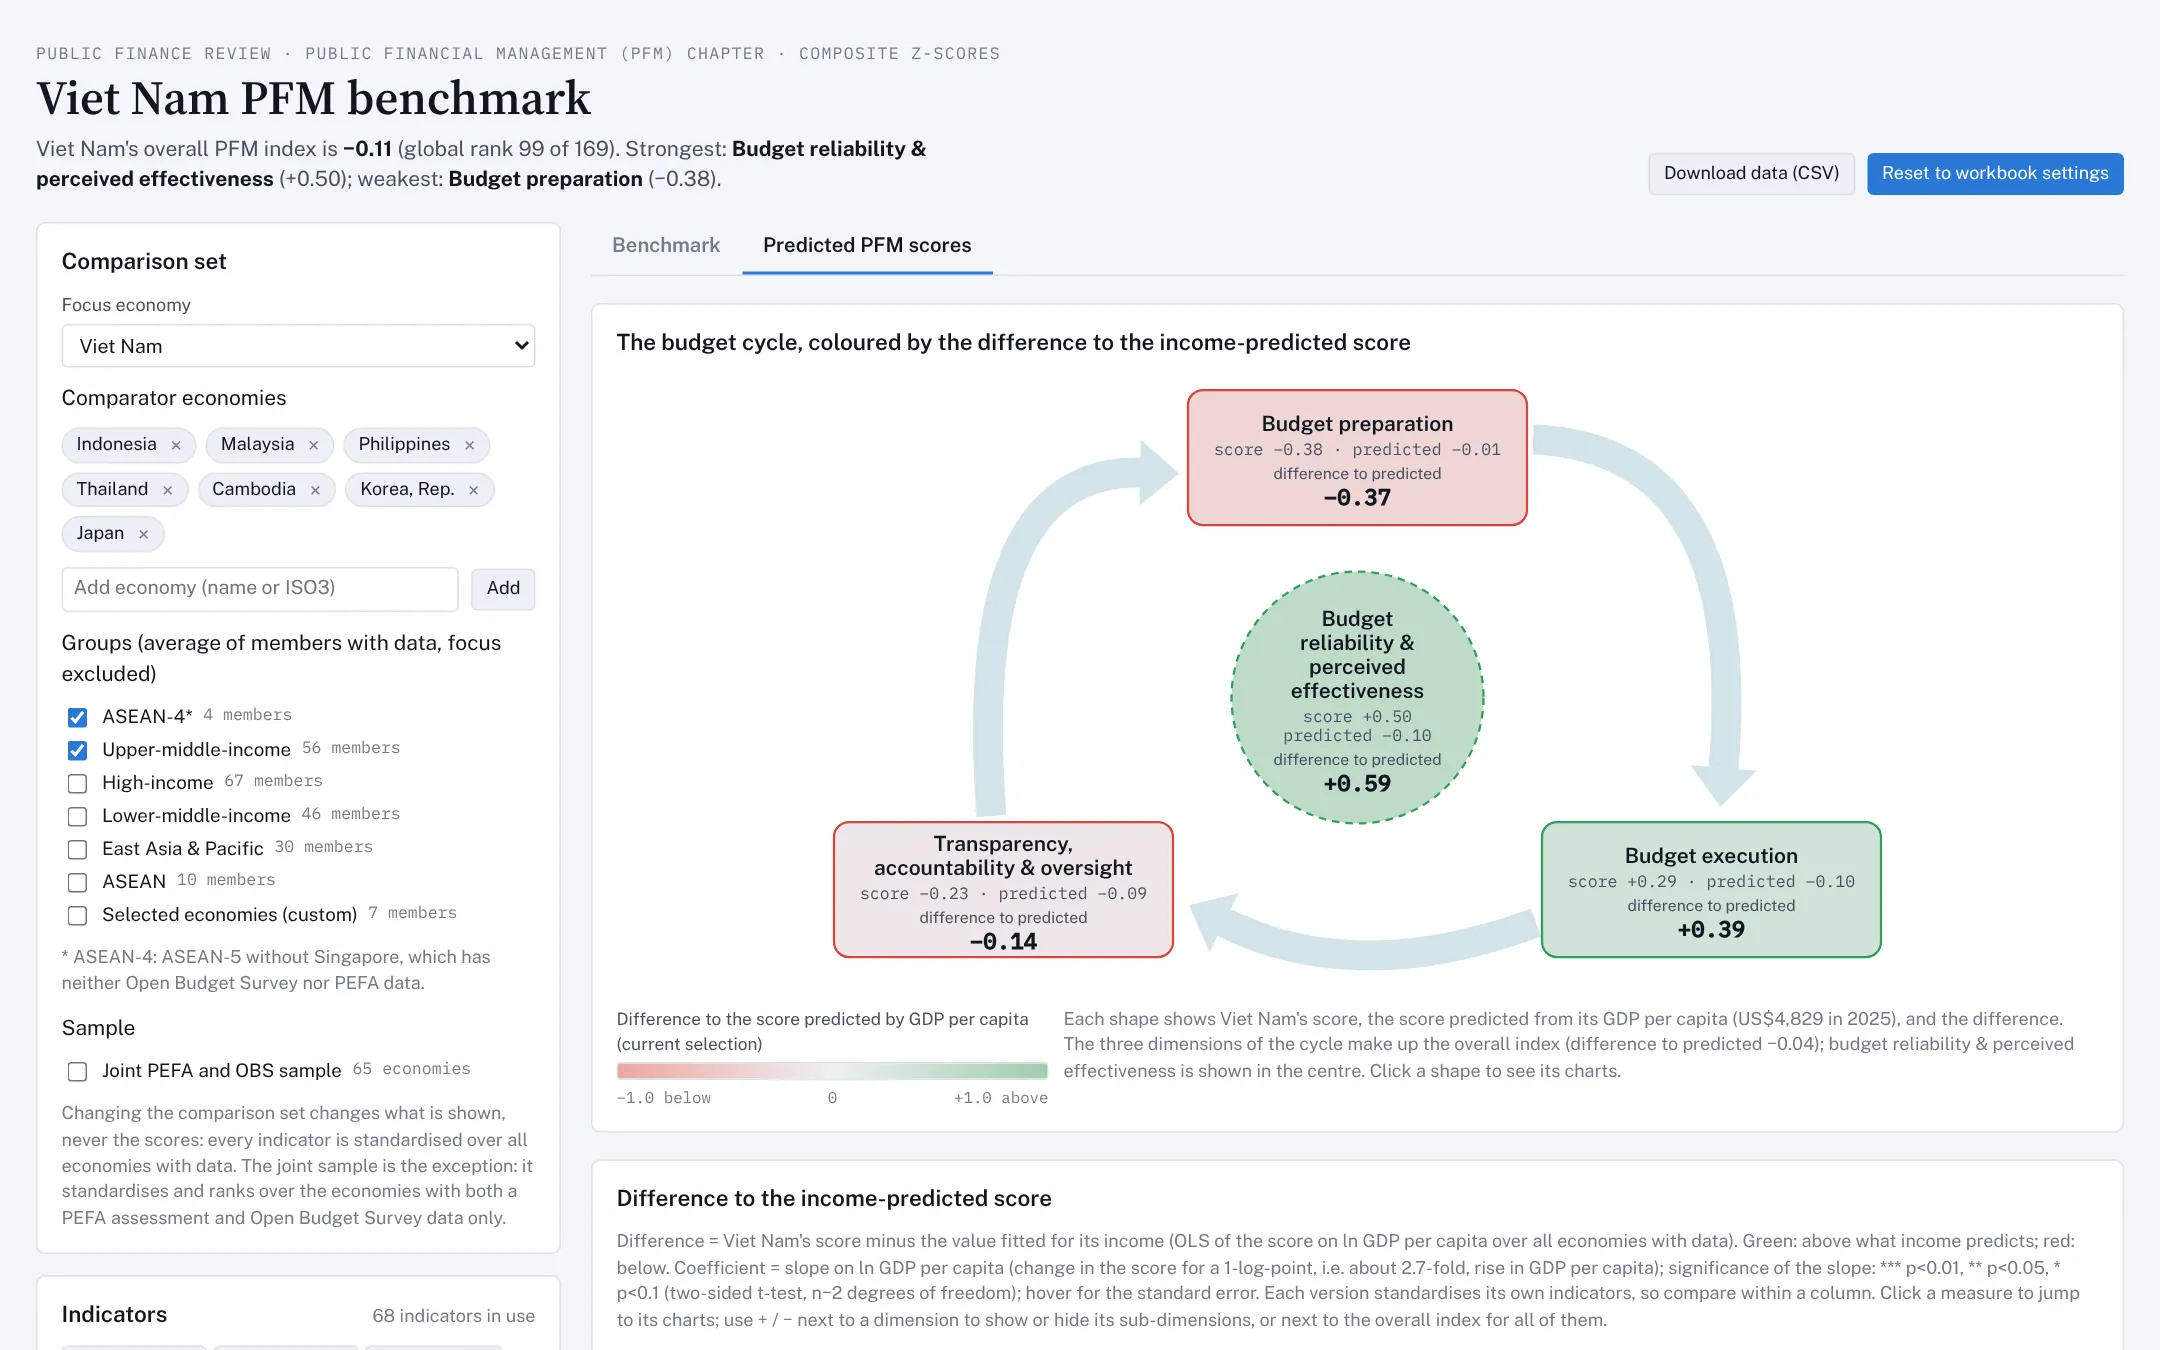 PUBLIC FINANCE REVIEW · PUBLIC FINANCIAL MANAGEMENT (PFM) CHAPTER · COMPOSITE Z-SCORES
Viet Nam PFM benchmark
Viet Nam's overall PFM index is −0.11 (global rank 99 of 169). Strongest: Budget reliability &
perceived effectiveness (+0.50); weakest: Budget preparation (−0.38).
Download data (CSV)
Reset to workbook settings
Comparison set
Focus economy
Viet Nam
Comparator economies
Indonesia ×
Malaysia ×
Philippines ×
Thailand ×
Cambodia ×
Korea, Rep. ×
Japan ×
Add economy (name or ISO3)
Add
Groups (average of members with data, focus
excluded)
ASEAN-4* 4 members
Upper-middle-income 56 members
High-income 67 members
Lower-middle-income 46 members
East Asia & Pacific 30 members
ASEAN 10 members
Selected economies (custom) 7 members
* ASEAN-4: ASEAN-5 without Singapore, which has
neither Open Budget Survey nor PEFA data.
Sample
Joint PEFA and OBS sample 65 economies
Changing the comparison set changes what is shown,
never the scores: every indicator is standardised over all
economies with data. The joint sample is the exception: it
standardises and ranks over the economies with both a
PEFA assessment and Open Budget Survey data only.
Indicators
68 indicators in use
Benchmark
Predicted PFM scores
The budget cycle, coloured by the difference to the income-predicted score
Budget preparation
score −0.38 · predicted −0.01
difference to predicted
−0.37
Budget
reliability &
perceived
effectiveness
score +0.50
predicted −0.10
difference to predicted
+0.59
Transparency,
accountability & oversight
score −0.23 · predicted −0.09
difference to predicted
−0.14
Budget execution
score +0.29 · predicted −0.10
difference to predicted
+0.39
Difference to the score predicted by GDP per capita
(current selection)
−1.0 below
0
+1.0 above
Each shape shows Viet Nam's score, the score predicted from its GDP per capita (US$4,829 in 2025), and the difference.
The three dimensions of the cycle make up the overall index (difference to predicted −0.04); budget reliability & perceived
effectiveness is shown in the centre. Click a shape to see its charts.
Difference to the income-predicted score
Difference = Viet Nam's score minus the value fitted for its income (OLS of the score on ln GDP per capita over all economies with data). Green: above what income predicts; red:
below. Coefficient = slope on ln GDP per capita (change in the score for a 1-log-point, i.e. about 2.7-fold, rise in GDP per capita); significance of the slope: *** p<0.01, ** p<0.05, *
p<0.1 (two-sided t-test, n−2 degrees of freedom); hover for the standard error. Each version standardises its own indicators, so compare within a column. Click a measure to jump
to its charts; use + / − next to a dimension to show or hide its sub-dimensions, or next to the overall index for all of them.